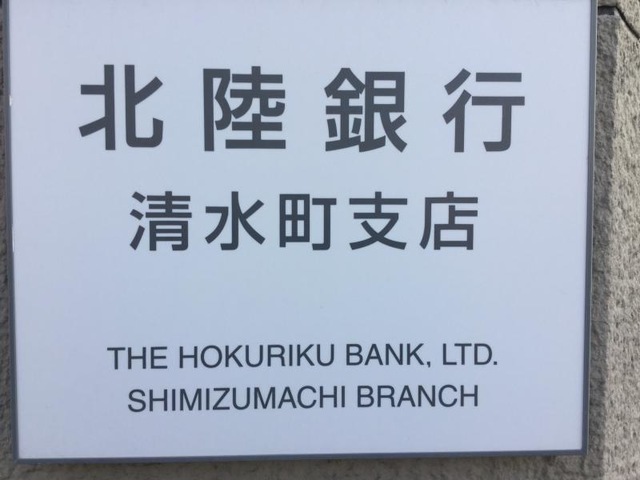 北陸銀行
清水町支店
THE HOKURIKU BANK, LTD.
SHIMIZUMACHI BRANCH